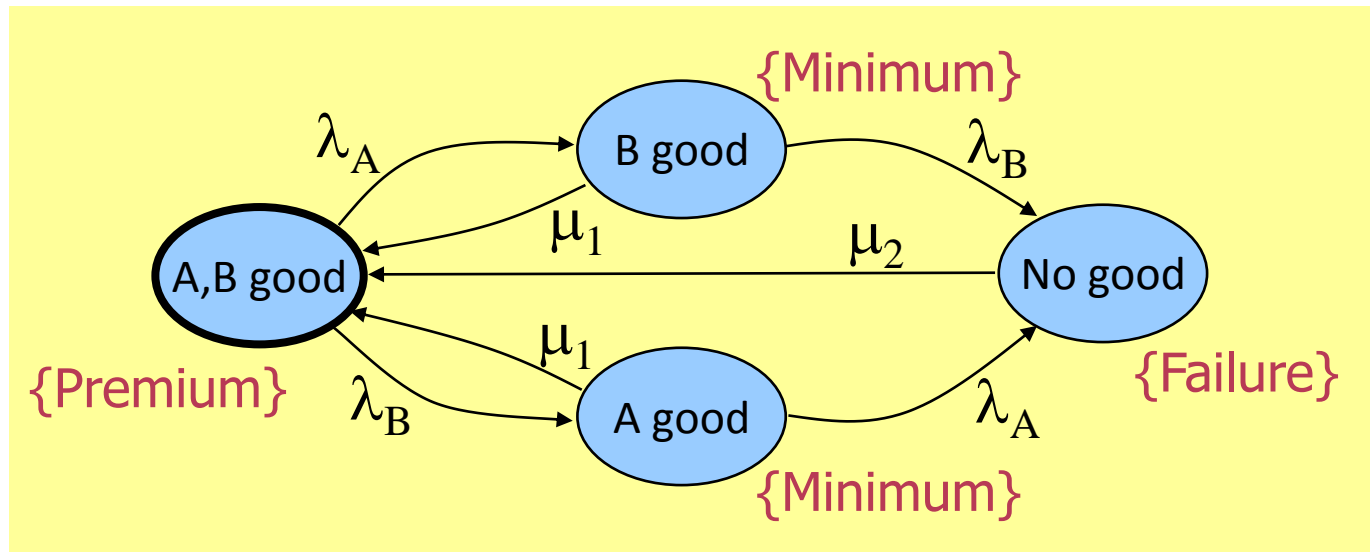 {Minimum}
λA
B good
λB
μ1
μ2
A,B good
No good
μ1
{Premium}
λB
{Failure}
A good
λA
{Minimum}